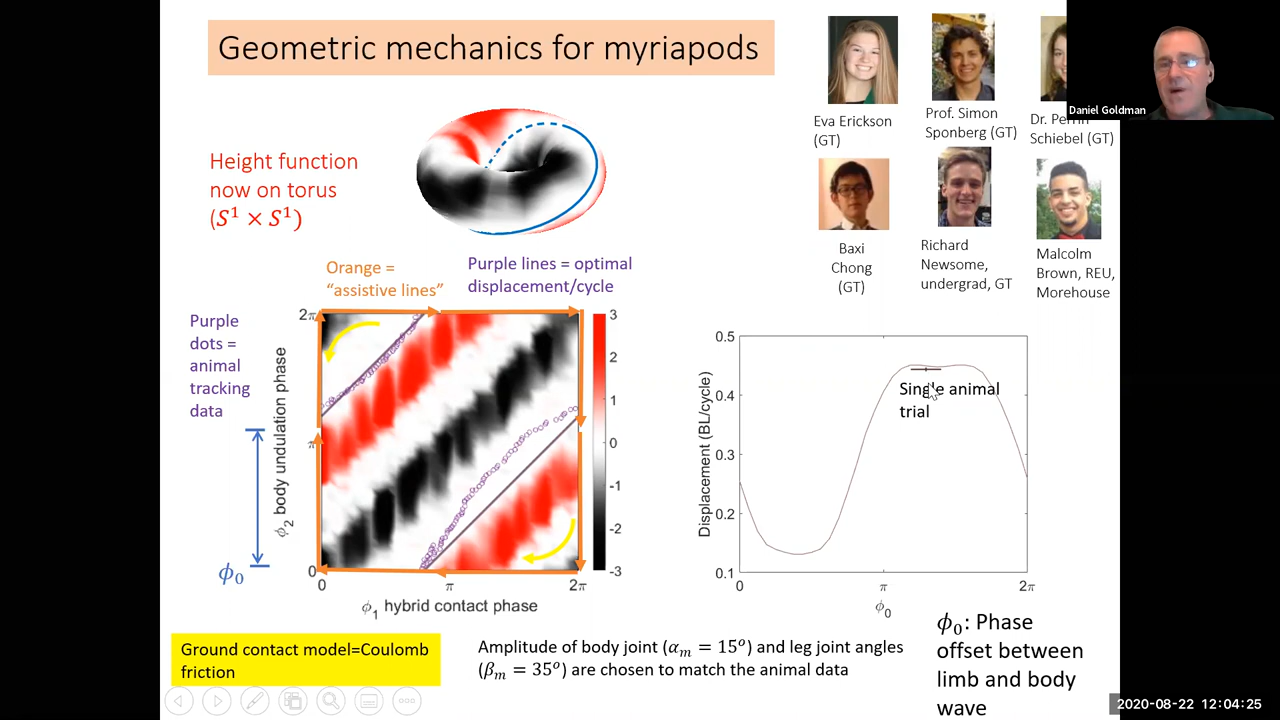 Geometric mechanics for myriapods
Daniel Goldman
Eva Erickson
(GT)
Prof. Simon
Sponberg (GT)
Dr. Perrin
Schiebel (GT)
Baxi
Chong
(GT)
Richard
Newsome,
undergrad, GT
Malcolm
Brown, REU,
Morehouse
Height function
now on torus
(S¹ × S¹)
Orange =
“assistive lines”
Purple lines = optimal
displacement/cycle
Purple
dots =
animal
tracking
data
ϕ₀
ϕ₂ body undulation phase
2π
π
0
0
π
2π
ϕ₁ hybrid contact phase
3
2
1
0
-1
-2
-3
Displacement (BL/cycle)
0.5
0.4
0.3
0.2
0.1
0
π
2π
ϕ₀
Single animal
trial
Ground contact model=Coulomb
friction
Amplitude of body joint (αₘ = 15°) and leg joint angles
(βₘ = 35°) are chosen to match the animal data
ϕ₀: Phase
offset between
limb and body
wave
2020-08-22 12:04:25